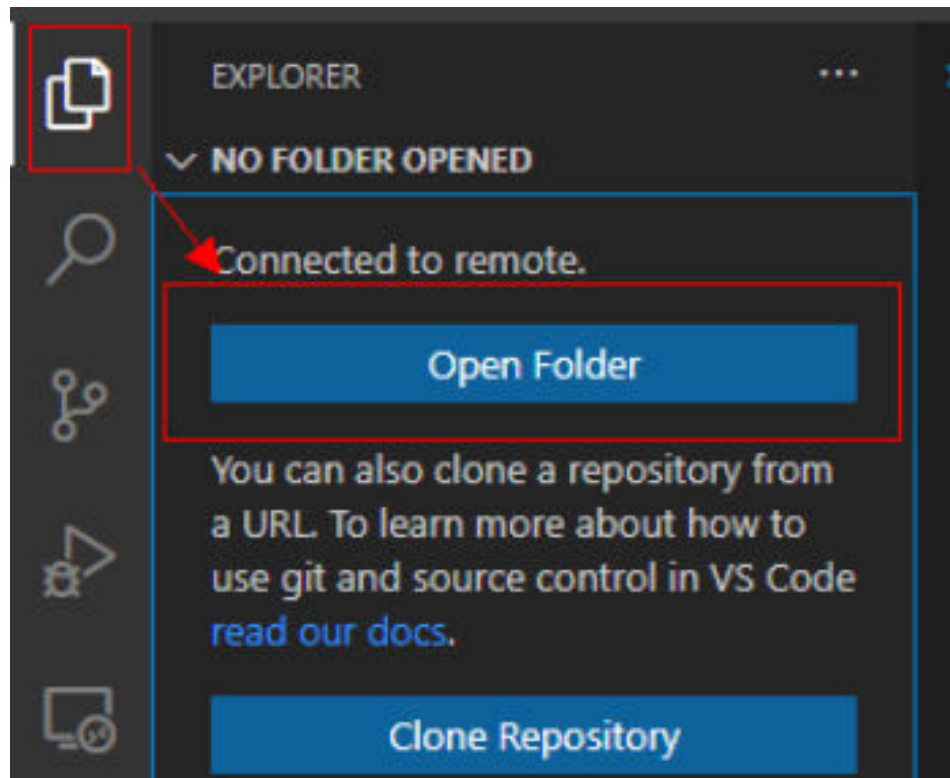 EXPLORER
NO FOLDER OPENED
Connected to remote.
Open Folder
You can also clone a repository from
a URL. To learn more about how to
use git and source control in VS Code
read our docs.
Clone Repository